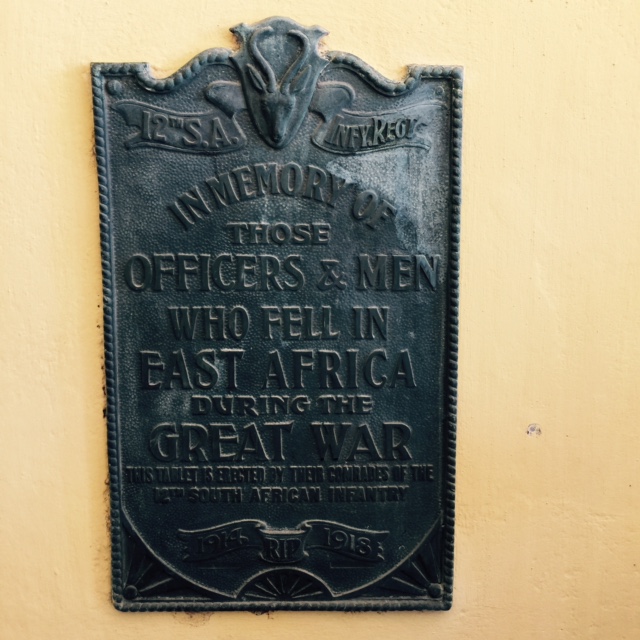 12TH S.A. INFY. REGT
IN MEMORY OF
THOSE
OFFICERS & MEN
WHO FELL IN
EAST AFRICA
DURING THE
GREAT WAR
THIS TABLET IS ERECTED BY THEIR COMRADES OF THE
12TH SOUTH AFRICAN INFANTRY
1914 RIP 1918